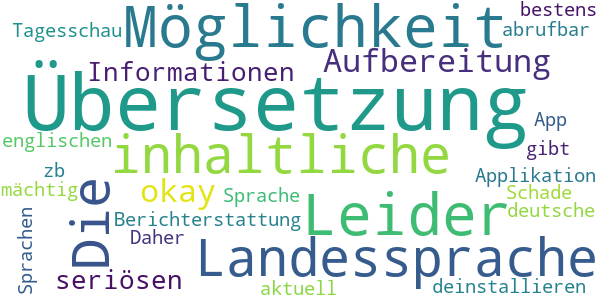 bestens
Tagesschau
Möglichkeit
abrufbar
Informationen
Aufbereitung
Übersetzung
App
englischen
gibt
inhaltliche
zb
Applikation
mächtig
okay
Sprache
Schade
Die
Leider
deutsche
Sprachen
Berichterstattung
Daher
Landessprache
seriösen
aktuell
deinstallieren